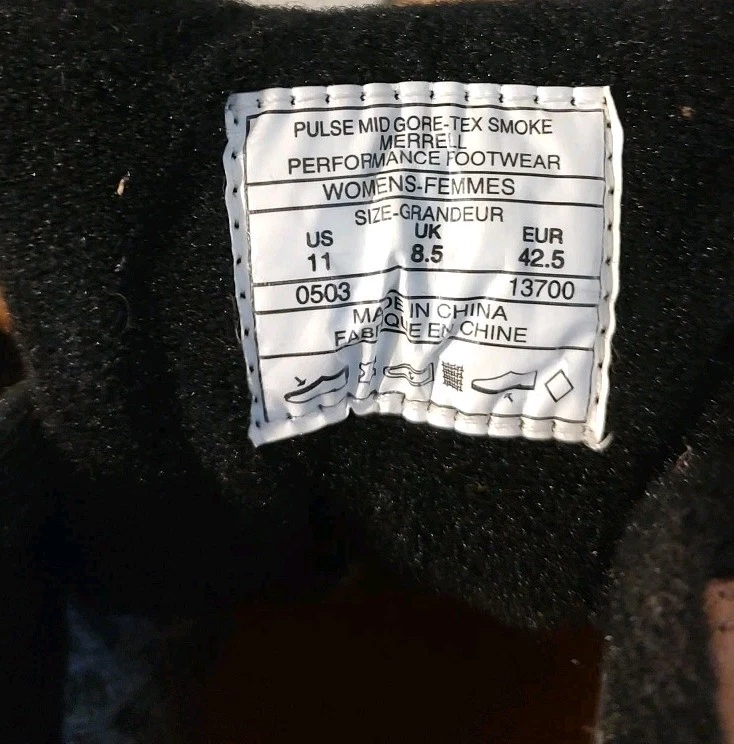 PULSE MID GORE-TEX SMOKE
MERRELL
PERFORMANCE FOOTWEAR
WOMENS-FEMMES
SIZE-GRANDEUR
US UK EUR
11 8.5 42.5
0503 13700
MADE IN CHINA
FABRIQUE EN CHINE